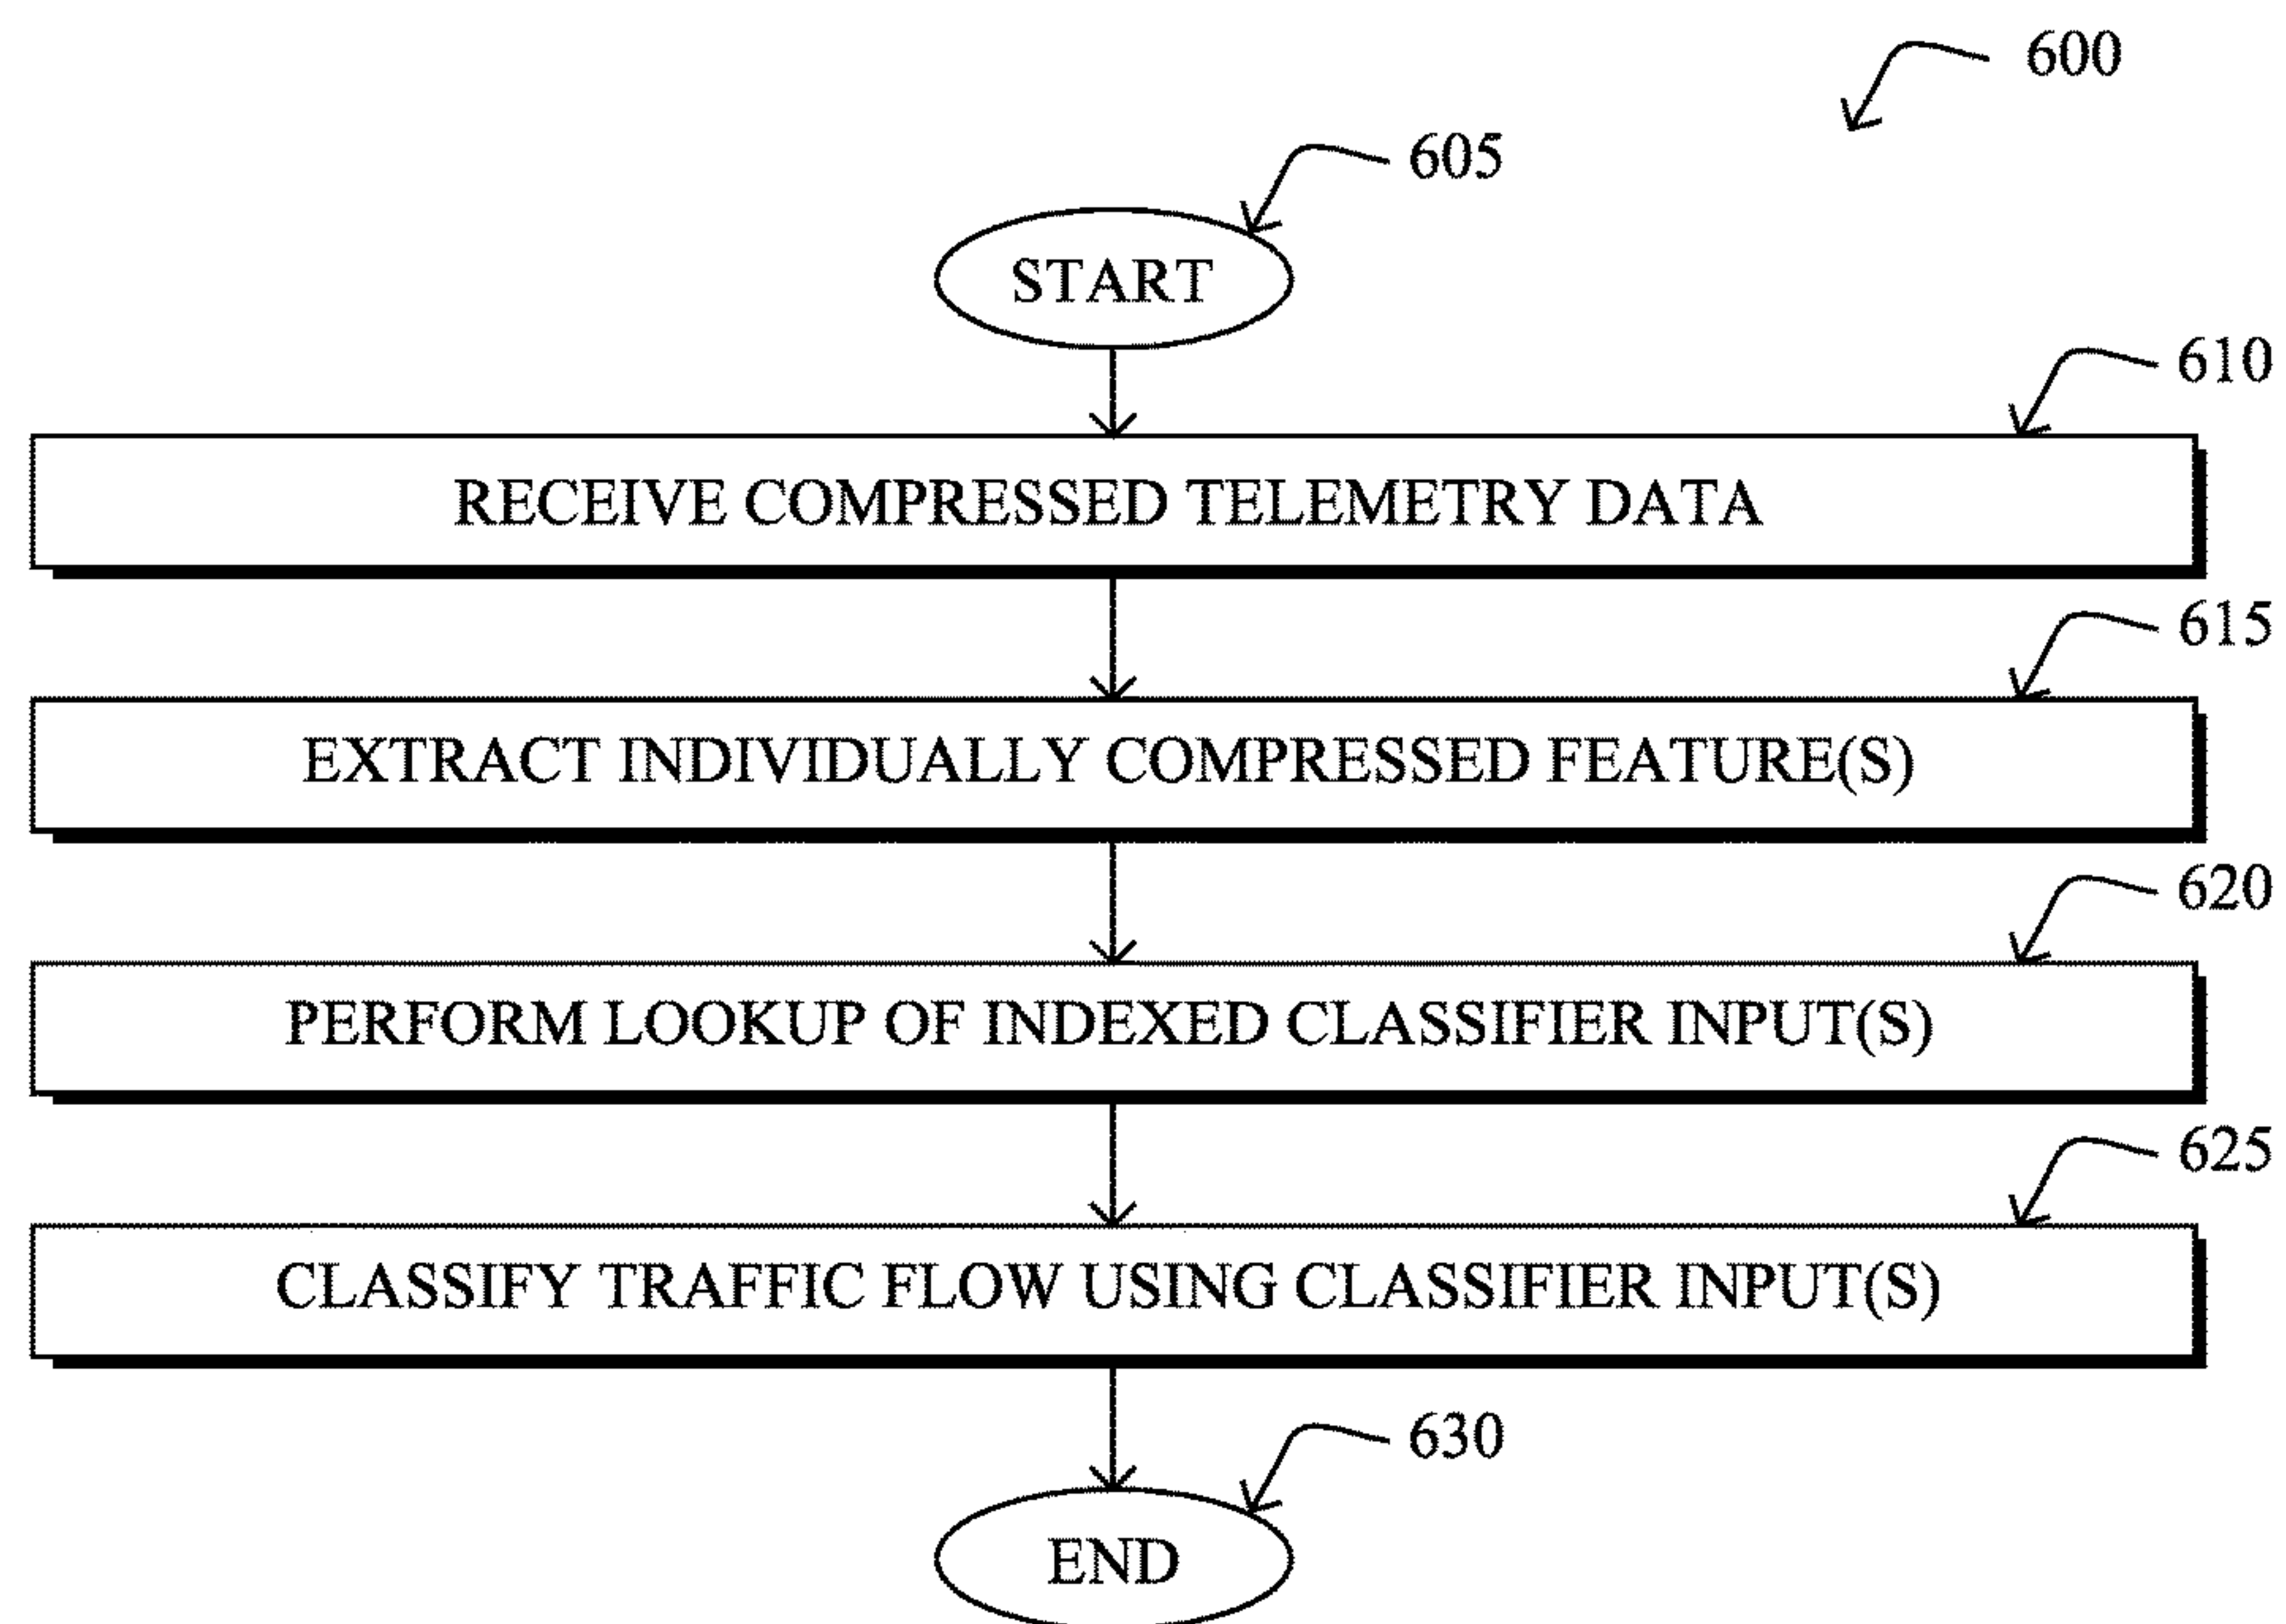 600
605
START
610
RECEIVE COMPRESSED TELEMETRY DATA
615
EXTRACT INDIVIDUALLY COMPRESSED FEATURE(S)
620
PERFORM LOOKUP OF INDEXED CLASSIFIER INPUT(S)
625
CLASSIFY TRAFFIC FLOW USING CLASSIFIER INPUT(S)
630
END